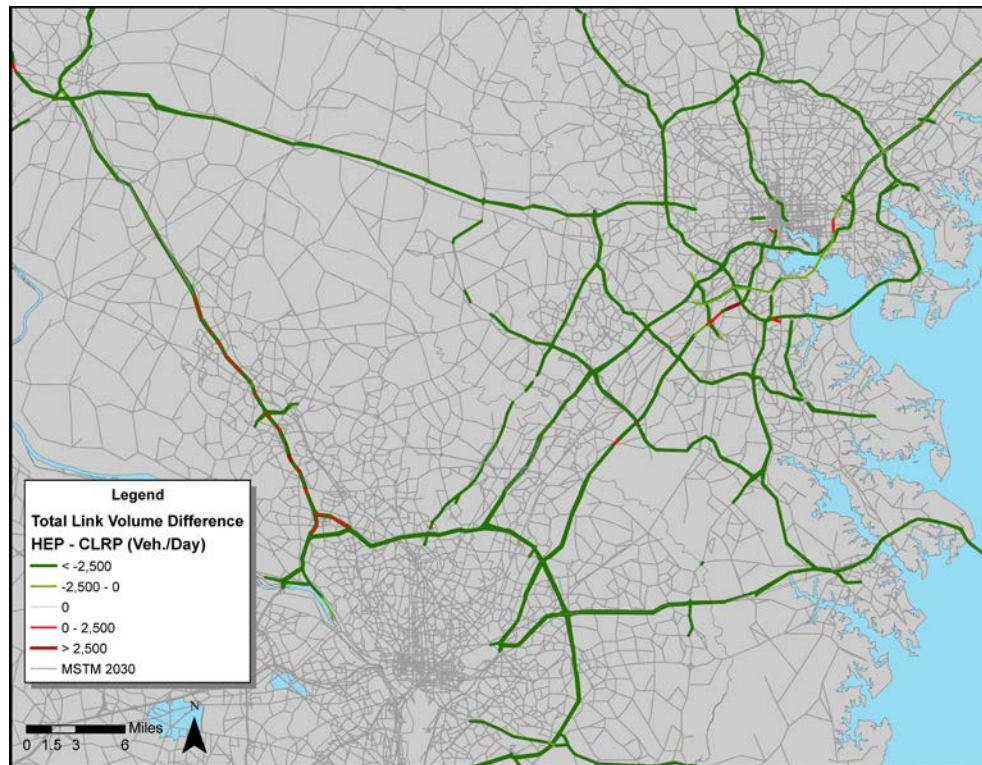 Legend
Total Link Volume Difference
HEP - CLRP (Veh./Day)
< -2,500
-2,500 - 0
0
0 - 2,500
> 2,500
MSTM 2030
N
Miles
0 1.5 3 6